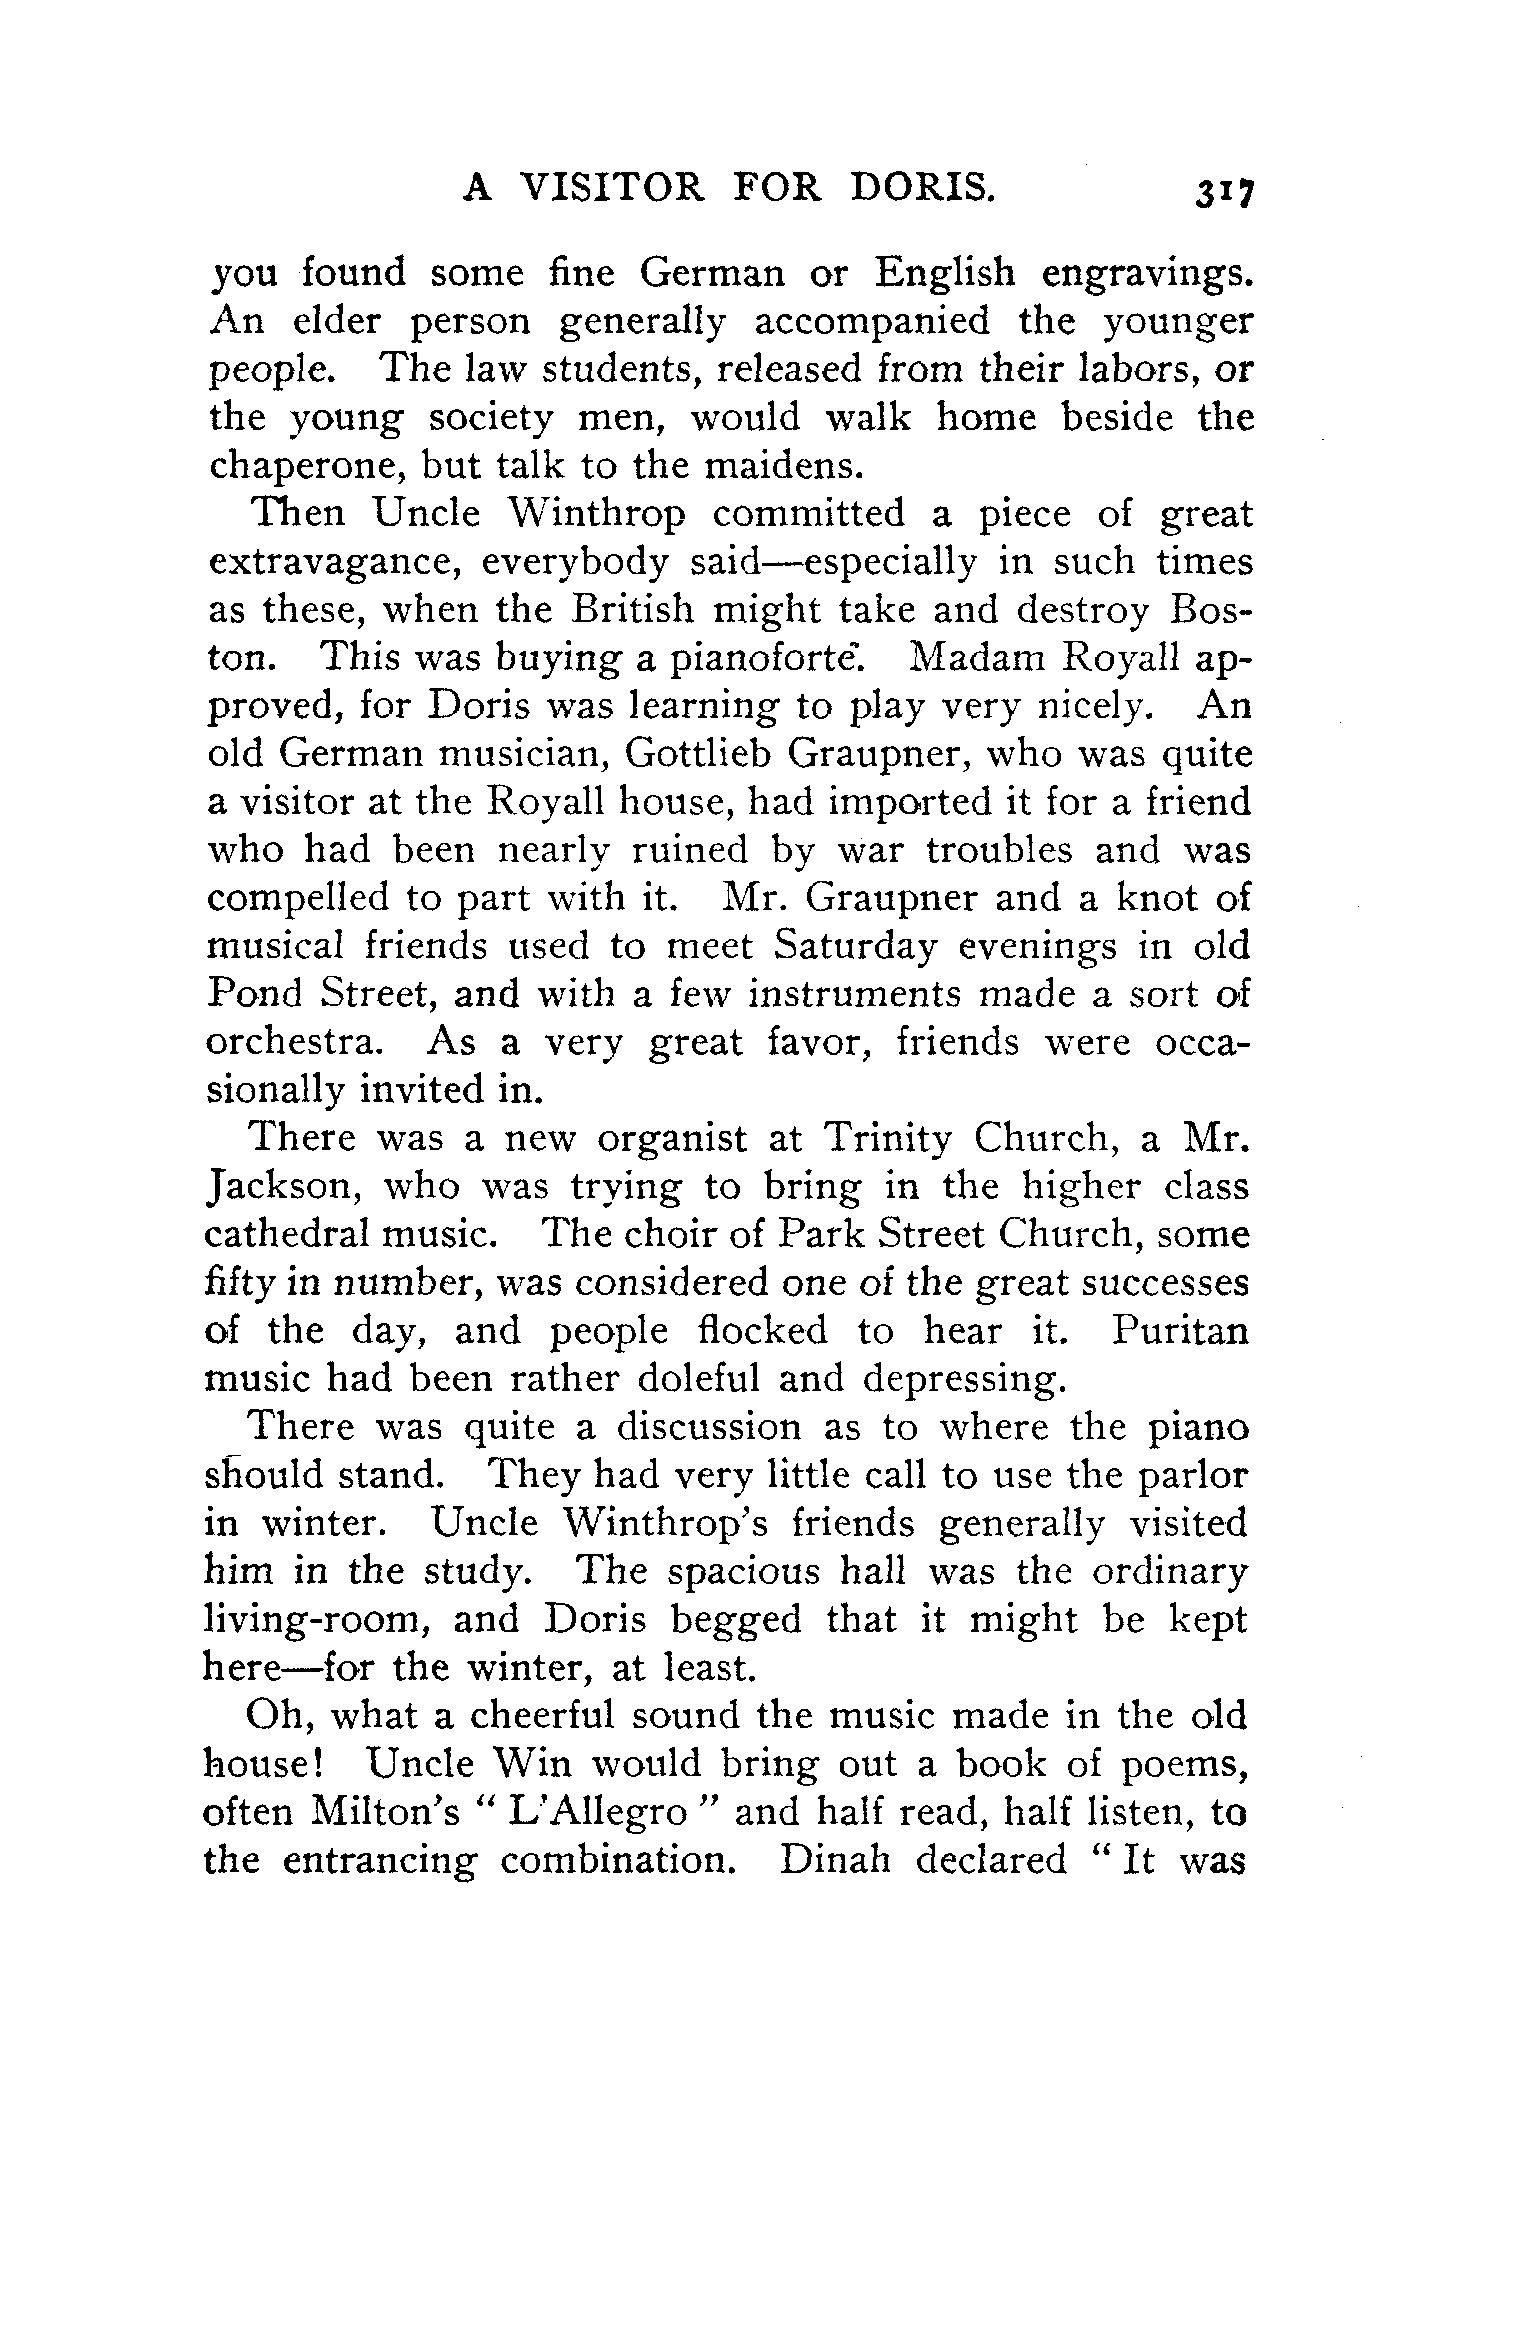 A VISITOR FOR DORIS. 317
you found some fine German or English engravings.
An elder person generally accompanied the younger
people. The law students, released from their labors, or
the young society men, would walk home beside the
chaperone, but talk to the maidens.
Then Uncle Winthrop committed a piece of great
extravagance, everybody said—especially in such times
as these, when the British might take and destroy Bos-
ton. This was buying a pianoforté. Madam Royall ap-
proved, for Doris was learning to play very nicely. An
old German musician, Gottlieb Graupner, who was quite
a visitor at the Royall house, had imported it for a friend
who had been nearly ruined by war troubles and was
compelled to part with it. Mr. Graupner and a knot of
musical friends used to meet Saturday evenings in old
Pond Street, and with a few instruments made a sort of
orchestra. As a very great favor, friends were occa-
sionally invited in.
There was a new organist at Trinity Church, a Mr.
Jackson, who was trying to bring in the higher class
cathedral music. The choir of Park Street Church, some
fifty in number, was considered one of the great successes
of the day, and people flocked to hear it. Puritan
music had been rather doleful and depressing.
There was quite a discussion as to where the piano
should stand. They had very little call to use the parlor
in winter. Uncle Winthrop's friends generally visited
him in the study. The spacious hall was the ordinary
living-room, and Doris begged that it might be kept
here—for the winter, at least.
Oh, what a cheerful sound the music made in the old
house! Uncle Win would bring out a book of poems,
often Milton's " L'Allegro " and half read, half listen, to
the entrancing combination. Dinah declared " It was